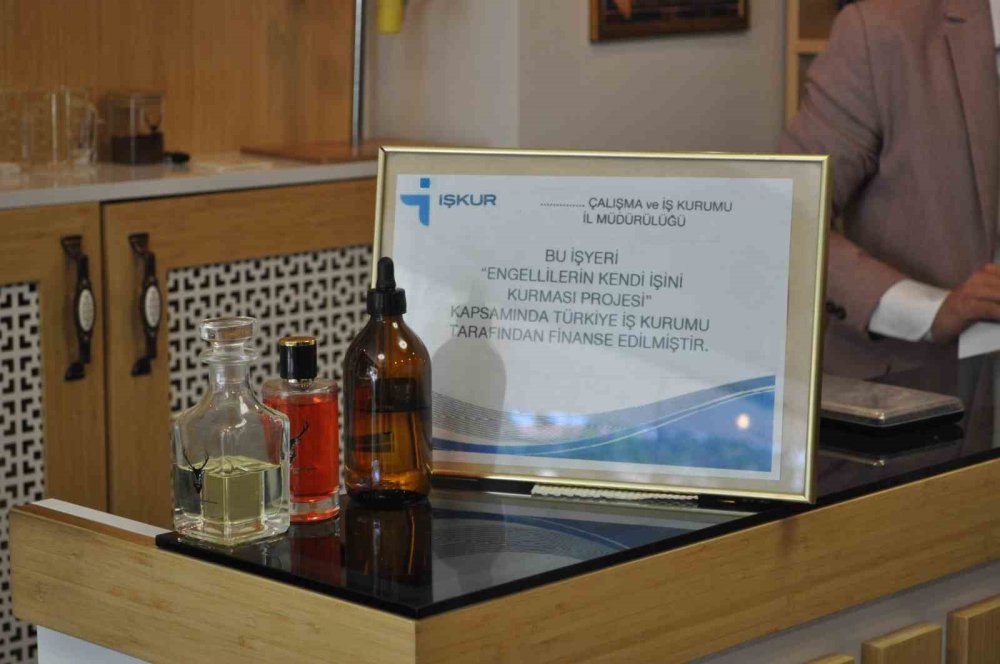 İŞKUR
............... ÇALIŞMA ve İŞ KURUMU
İL MÜDÜRLÜĞÜ
BU İŞYERİ
“ENGELLİLERİN KENDİ İŞİNİ
KURMASI PROJESİ”
KAPSAMINDA TÜRKİYE İŞ KURUMU
TARAFINDAN FİNANSE EDİLMİŞTİR.